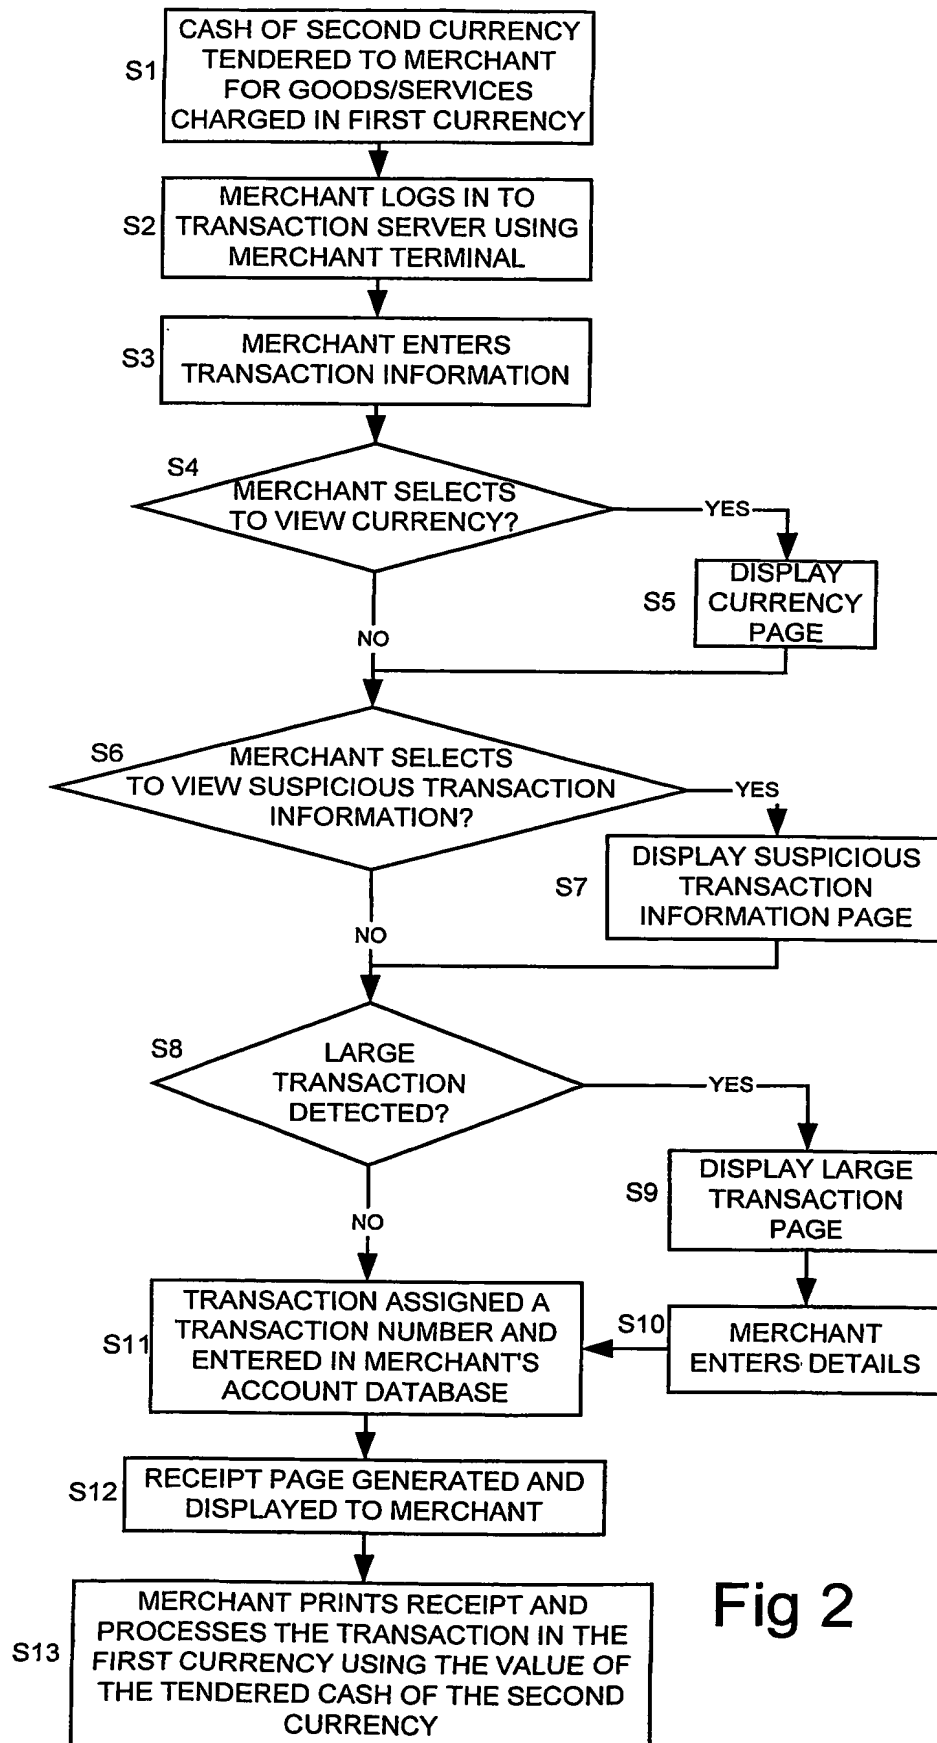 S1
CASH OF SECOND CURRENCY
TENDERED TO MERCHANT
FOR GOODS/SERVICES
CHARGED IN FIRST CURRENCY
S2
MERCHANT LOGS IN TO
TRANSACTION SERVER USING
MERCHANT TERMINAL
S3
MERCHANT ENTERS
TRANSACTION INFORMATION
S4
MERCHANT SELECTS
TO VIEW CURRENCY?
YES
S5
DISPLAY
CURRENCY
PAGE
NO
S6
MERCHANT SELECTS
TO VIEW SUSPICIOUS TRANSACTION
INFORMATION?
YES
S7
DISPLAY SUSPICIOUS
TRANSACTION
INFORMATION PAGE
NO
S8
LARGE
TRANSACTION
DETECTED?
YES
S9
DISPLAY LARGE
TRANSACTION
PAGE
NO
S10
MERCHANT
ENTERS DETAILS
S11
TRANSACTION ASSIGNED A
TRANSACTION NUMBER AND
ENTERED IN MERCHANT'S
ACCOUNT DATABASE
S12
RECEIPT PAGE GENERATED AND
DISPLAYED TO MERCHANT
S13
MERCHANT PRINTS RECEIPT AND
PROCESSES THE TRANSACTION IN THE
FIRST CURRENCY USING THE VALUE OF
THE TENDERED CASH OF THE SECOND
CURRENCY
Fig 2